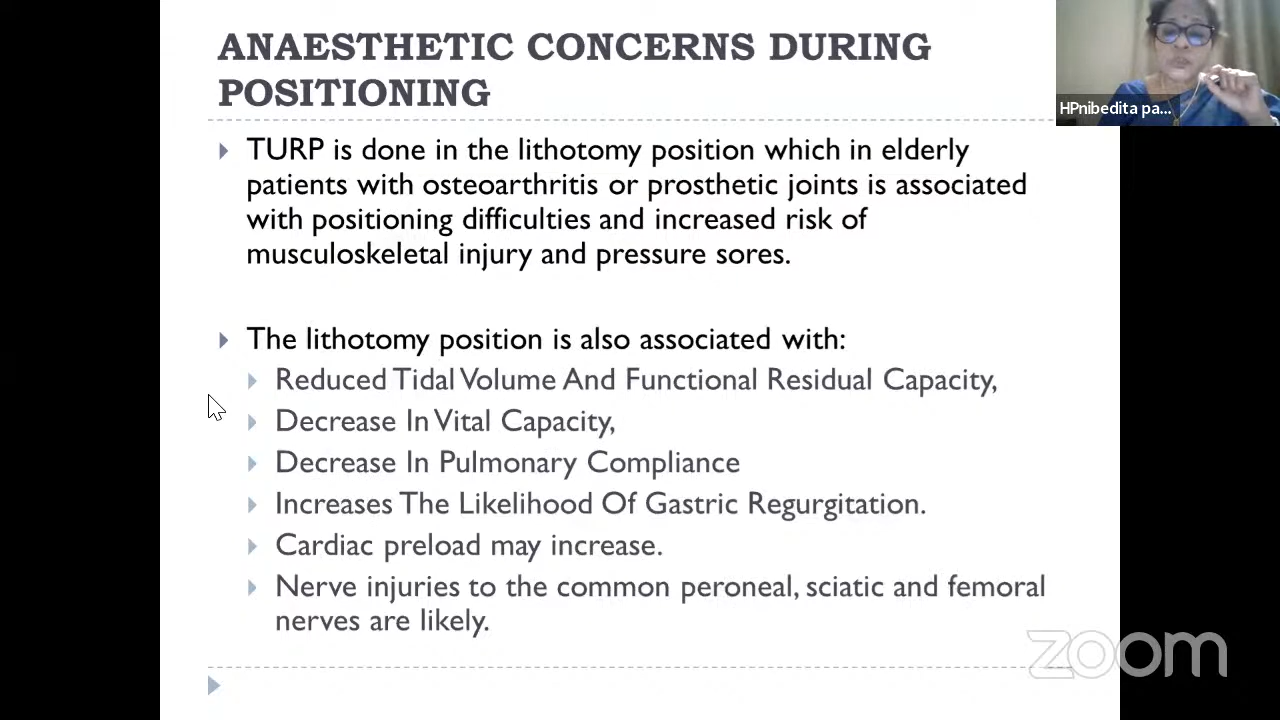 ANAESTHETIC CONCERNS DURING
POSITIONING
TURP is done in the lithotomy position which in elderly
patients with osteoarthritis or prosthetic joints is associated
with positioning difficulties and increased risk of
musculoskeletal injury and pressure sores.
The lithotomy position is also associated with:
Reduced Tidal Volume And Functional Residual Capacity,
Decrease In Vital Capacity,
Decrease In Pulmonary Compliance
Increases The Likelihood Of Gastric Regurgitation.
Cardiac preload may increase.
Nerve injuries to the common peroneal, sciatic and femoral
nerves are likely.
HPnibedita pa...
zoom